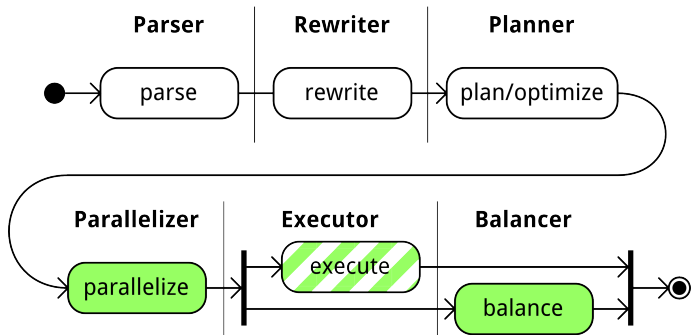 Parser Rewriter Planner
parse rewrite plan/optimize
Parallelizer Executor Balancer
execute
parallelize
balance